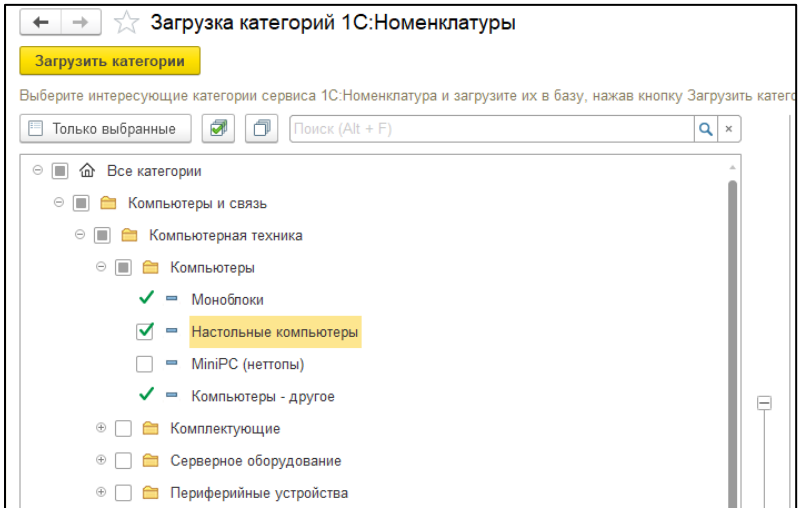 Загрузка категорий 1С:Номенклатуры
Загрузить категории
Выберите интересующие категории сервиса 1С:Номенклатура и загрузите их в базу, нажав кнопку Загрузить катего
Только выбранные
Поиск (Alt + F)
Все категории
Компьютеры и связь
Компьютерная техника
Компьютеры
Моноблоки
Настольные компьютеры
MiniPC (неттопы)
Компьютеры - другое
Комплектующие
Серверное оборудование
Периферийные устройства